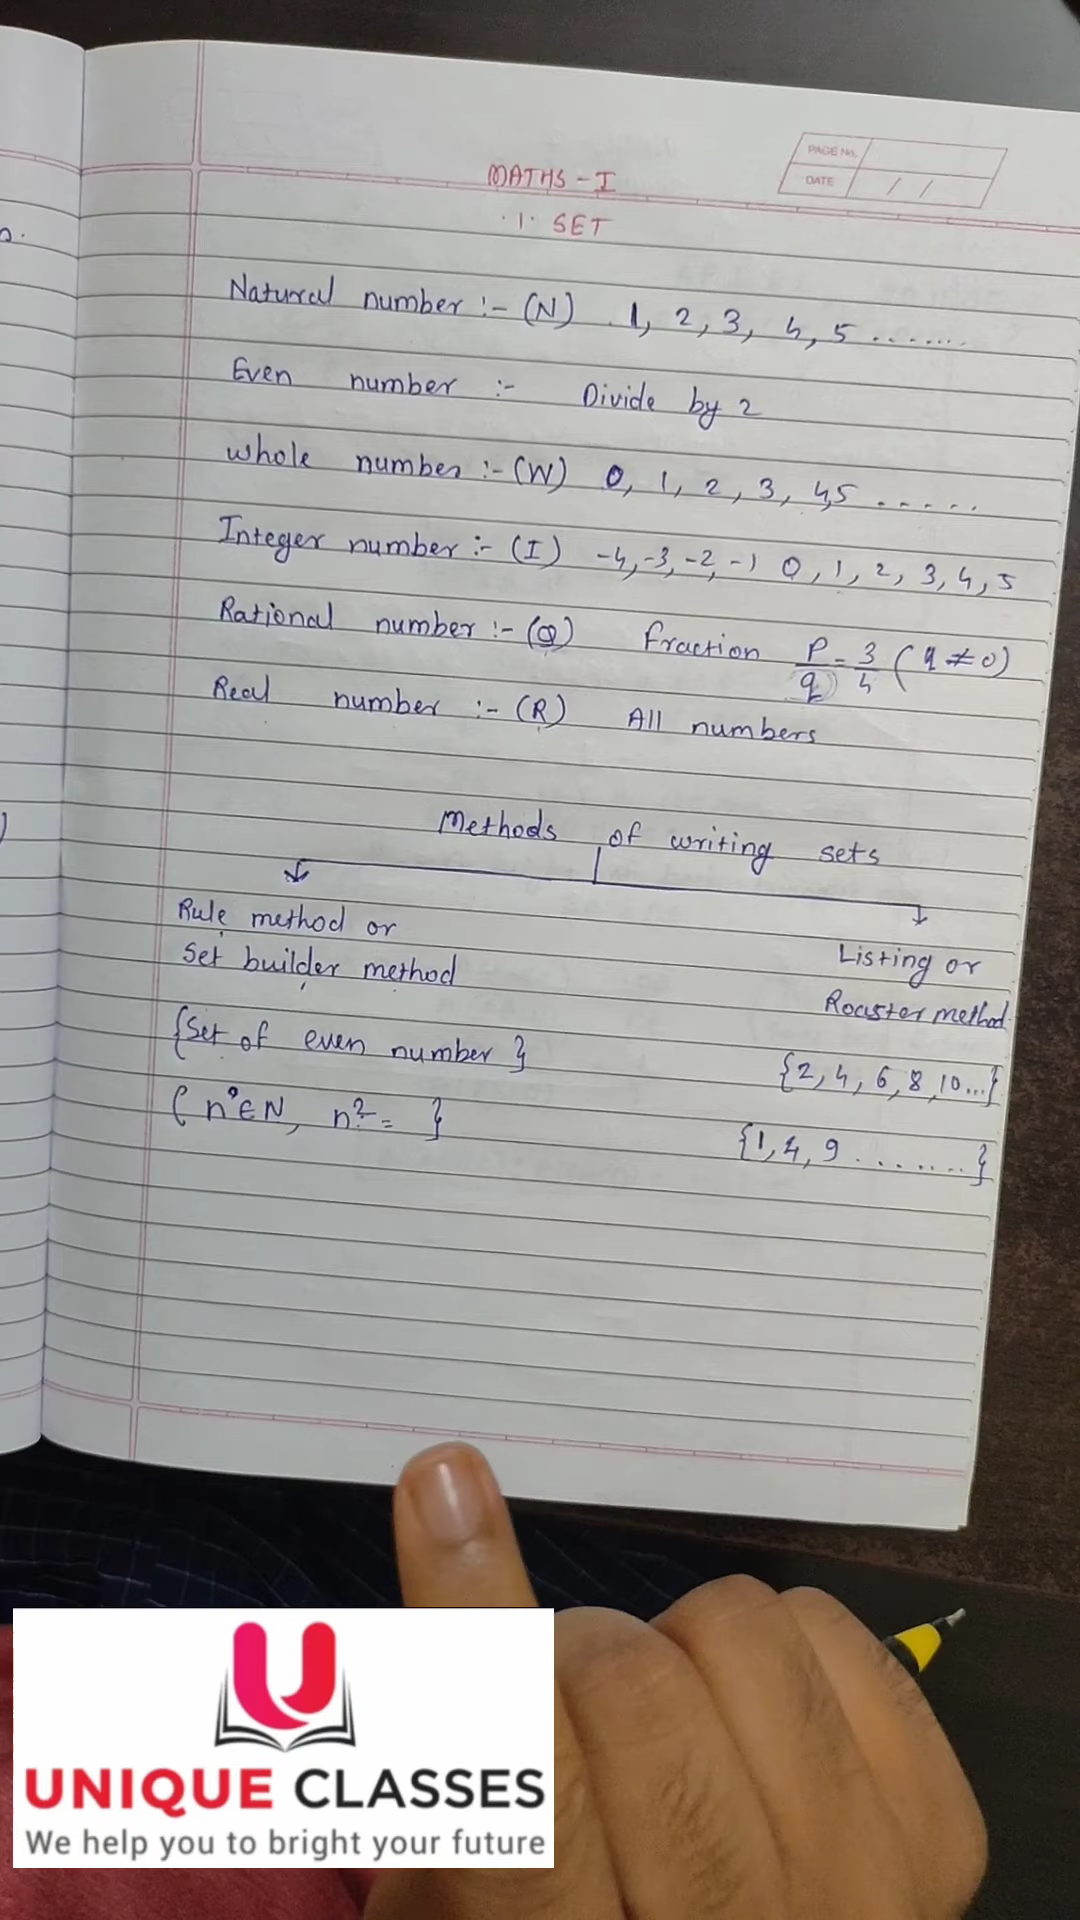 PAGE No.
DATE / /
MATHS - I
1. SET
Natural number :- (N) 1, 2, 3, 4, 5 .......
Even number :- Divide by 2
whole number :- (W) 0, 1, 2, 3, 4,5 .....
Integer number :- (I) -4, -3, -2, -1 0, 1, 2, 3, 4, 5
Rational number :- (Q) fraction P/q = 3/4 (q ≠ 0)
Real number :- (R) All numbers
Methods of writing sets
Rule method or
Set builder method
Listing or
Roaster method
{Set of even number}
{2, 4, 6, 8, 10...}
{ n°∈N, n² = }
{1, 4, 9 .......}
UNIQUE CLASSES
We help you to bright your future